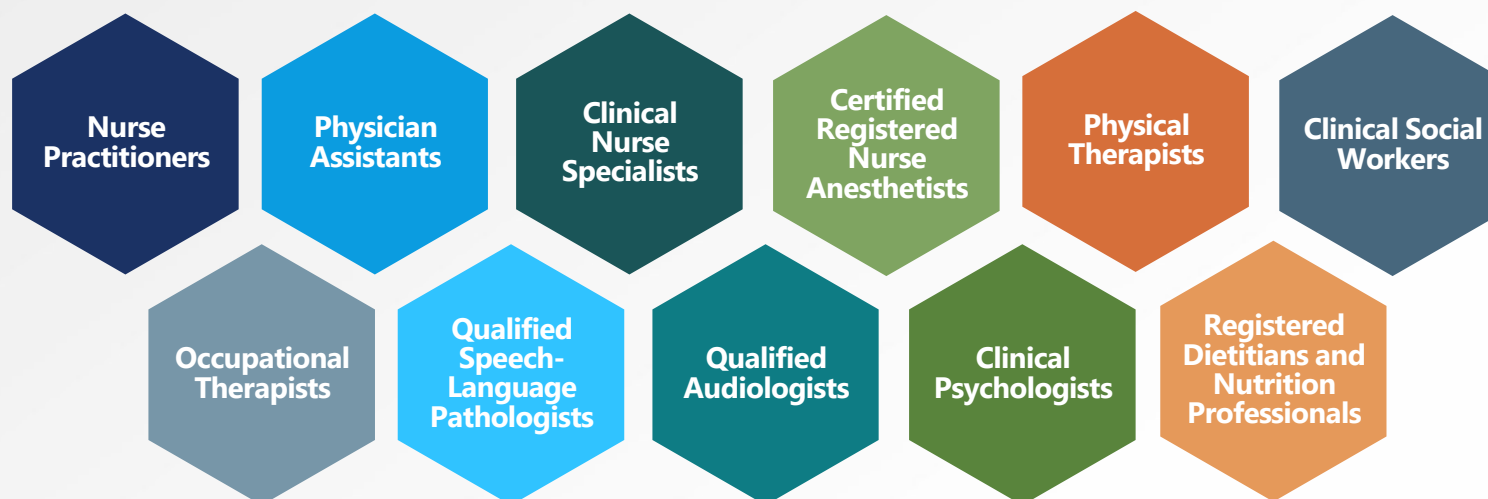 Nurse
Practitioners
Physician
Assistants
Clinical
Nurse
Specialists
Certified
Registered
Nurse
Anesthetists
Physical
Therapists
Clinical Social
Workers
Occupational
Therapists
Qualified
Speech-
Language
Pathologists
Qualified
Audiologists
Clinical
Psychologists
Registered
Dietitians and
Nutrition
Professionals